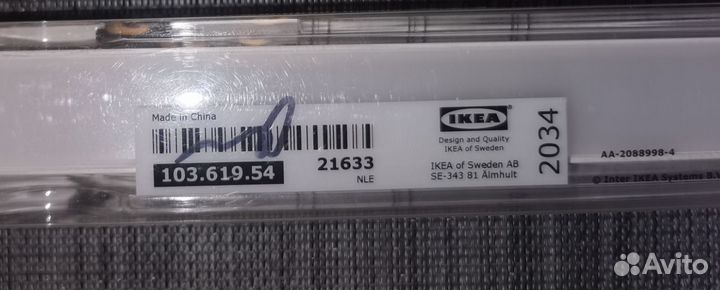 Made in China
103.619.54
21633
NLE
IKEA
Design and Quality
IKEA of Sweden
IKEA of Sweden AB
SE-343 81 Älmhult
2034
AA-2088998-4
© Inter IKEA Systems B.V.
Avito